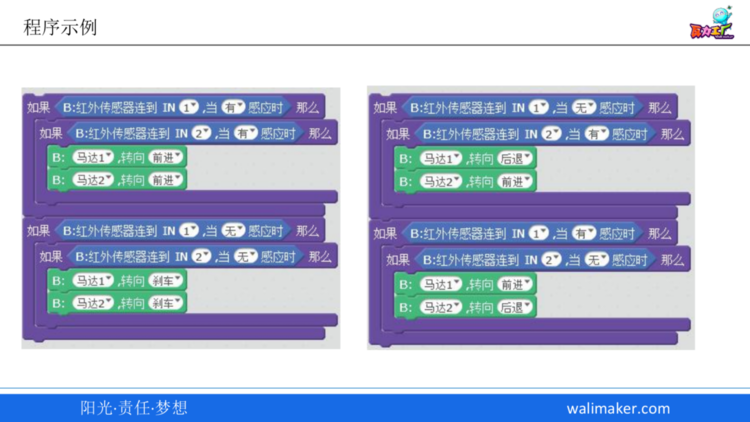 程序示例
瓦力工厂
如果 B:红外传感器连到 IN 1 ,当 有 感应时 那么
如果 B:红外传感器连到 IN 2 ,当 有 感应时 那么
B: 马达1 ,转向 前进
B: 马达2 ,转向 前进
如果 B:红外传感器连到 IN 1 ,当 无 感应时 那么
如果 B:红外传感器连到 IN 2 ,当 无 感应时 那么
B: 马达1 ,转向 刹车
B: 马达2 ,转向 刹车
如果 B:红外传感器连到 IN 1 ,当 无 感应时 那么
如果 B:红外传感器连到 IN 2 ,当 有 感应时 那么
B: 马达1 ,转向 后退
B: 马达2 ,转向 前进
如果 B:红外传感器连到 IN 1 ,当 有 感应时 那么
如果 B:红外传感器连到 IN 2 ,当 无 感应时 那么
B: 马达1 ,转向 前进
B: 马达2 ,转向 后退
阳光·责任·梦想
walimaker.com